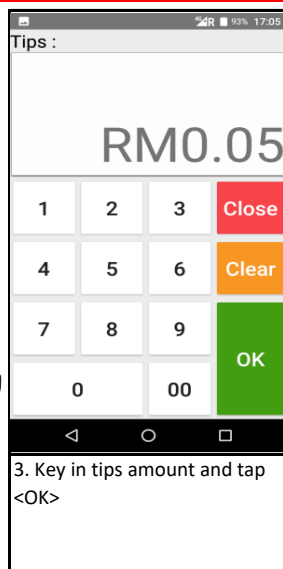 4G R 93% 17:05
Tips :
RM0.05
1 2 3 Close
4 5 6 Clear
7 8 9
OK
0 00
3. Key in tips amount and tap
<OK>